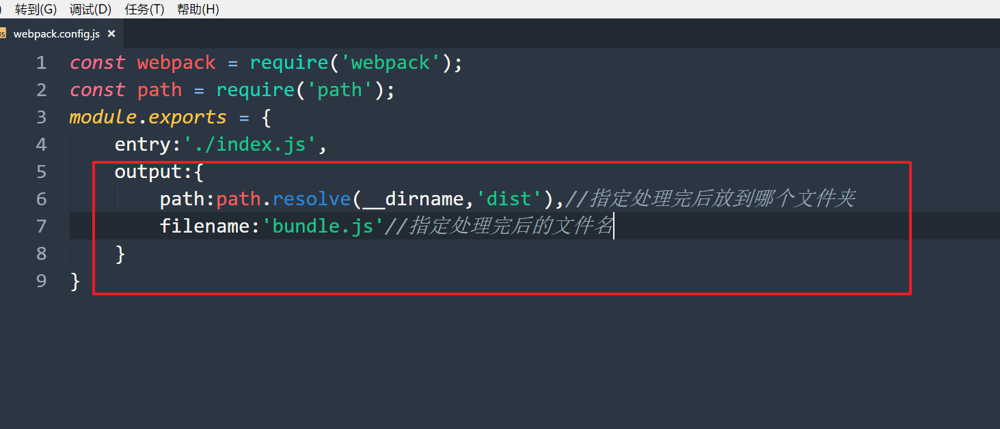 转到(G) 调试(D) 任务(T) 帮助(H)
webpack.config.js ×
1 const webpack = require('webpack');
2 const path = require('path');
3 module.exports = {
4 entry:'./index.js',
5 output:{
6 path:path.resolve(__dirname,'dist'),//指定处理完后放到哪个文件夹
7 filename:'bundle.js'//指定处理完后的文件名
8 }
9 }